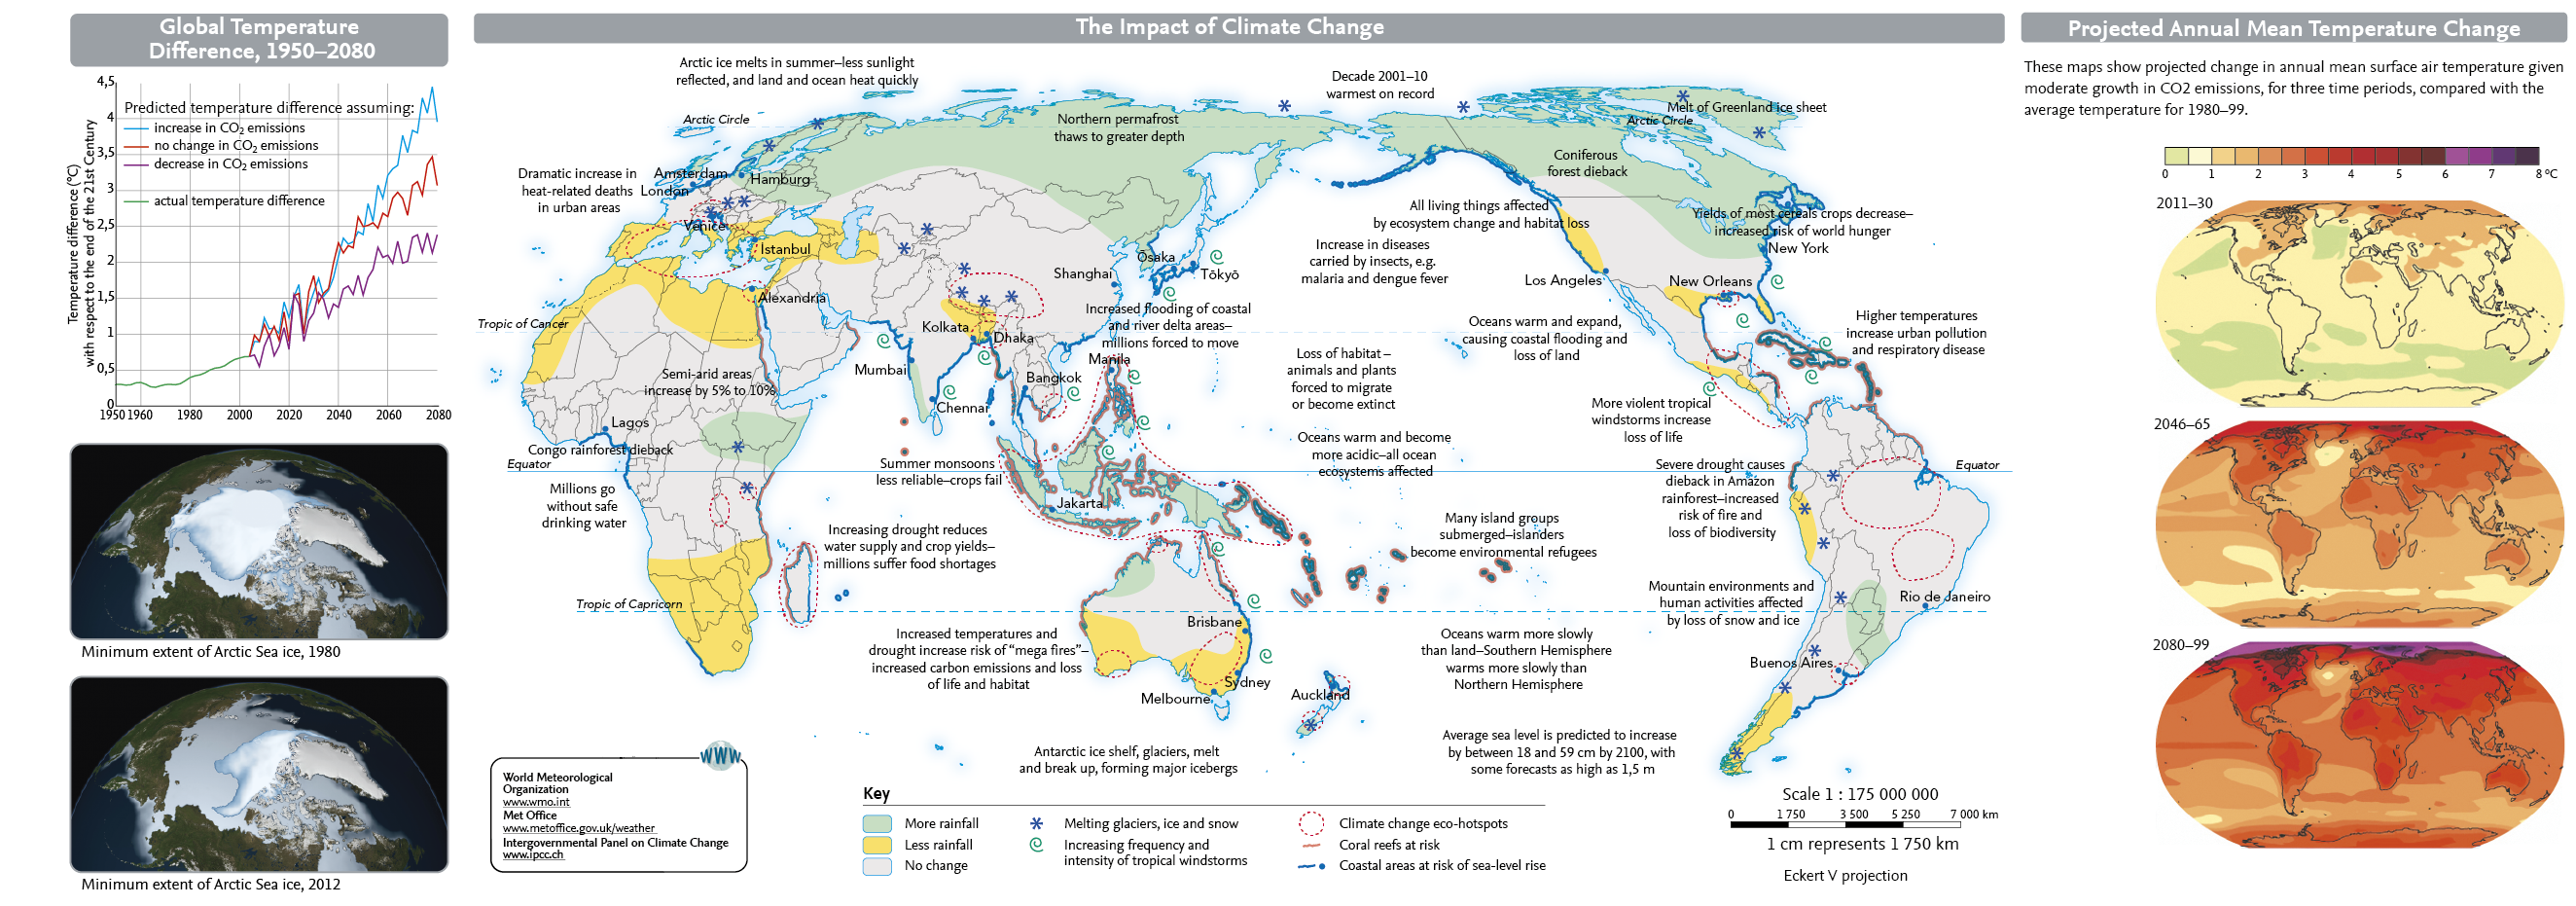 Global Temperature
Difference, 1950–2080
4,5
4
3,5
3
2,5
2
1,5
1
0,5
0
Temperature difference (°C)
with respect to the end of the 21st Century
Predicted temperature difference assuming:
increase in CO2 emissions
no change in CO2 emissions
decrease in CO2 emissions
actual temperature difference
1950 1960 1980 2000 2020 2040 2060 2080
Minimum extent of Arctic Sea ice, 1980
Minimum extent of Arctic Sea ice, 2012
The Impact of Climate Change
Arctic ice melts in summer–less sunlight
reflected, and land and ocean heat quickly
Decade 2001–10
warmest on record
Arctic Circle
Northern permafrost
thaws to greater depth
Melt of Greenland ice sheet
Arctic Circle
Coniferous
forest dieback
Dramatic increase in
heat-related deaths
in urban areas
Amsterdam
London
Hamburg
Venice
Istanbul
Alexandria
All living things affected
by ecosystem change and habitat loss
Yields of most cereals crops decrease–
increased risk of world hunger
New York
Increase in diseases
carried by insects, e.g.
malaria and dengue fever
Los Angeles
New Orleans
Shanghai
Ōsaka
Tōkyō
Tropic of Cancer
Kolkata
Dhaka
Increased flooding of coastal
and river delta areas–
millions forced to move
Oceans warm and expand,
causing coastal flooding and
loss of land
Higher temperatures
increase urban pollution
and respiratory disease
Semi-arid areas
increase by 5% to 10%
Mumbai
Manila
Bangkok
Chennai
Loss of habitat –
animals and plants
forced to migrate
or become extinct
More violent tropical
windstorms increase
loss of life
Lagos
Congo rainforest dieback
Equator
Summer monsoons
less reliable–crops fail
Oceans warm and become
more acidic–all ocean
ecosystems affected
Severe drought causes
dieback in Amazon
rainforest–increased
risk of fire and
loss of biodiversity
Equator
Millions go
without safe
drinking water
Jakarta
Increasing drought reduces
water supply and crop yields–
millions suffer food shortages
Many island groups
submerged–islanders
become environmental refugees
Tropic of Capricorn
Mountain environments and
human activities affected
by loss of snow and ice
Rio de Janeiro
Increased temperatures and
drought increase risk of “mega fires”–
increased carbon emissions and loss
of life and habitat
Brisbane
Sydney
Melbourne
Auckland
Oceans warm more slowly
than land–Southern Hemisphere
warms more slowly than
Northern Hemisphere
Buenos Aires
Antarctic ice shelf, glaciers, melt
and break up, forming major icebergs
Average sea level is predicted to increase
by between 18 and 59 cm by 2100, with
some forecasts as high as 1,5 m
WWW
World Meteorological
Organization
www.wmo.int
Met Office
www.metoffice.gov.uk/weather
Intergovernmental Panel on Climate Change
www.ipcc.ch
Key
More rainfall
Less rainfall
No change
Melting glaciers, ice and snow
Increasing frequency and
intensity of tropical windstorms
Climate change eco-hotspots
Coral reefs at risk
Coastal areas at risk of sea-level rise
Scale 1 : 175 000 000
0 1 750 3 500 5 250 7 000 km
1 cm represents 1 750 km
Eckert V projection
Projected Annual Mean Temperature Change
These maps show projected change in annual mean surface air temperature given
moderate growth in CO2 emissions, for three time periods, compared with the
average temperature for 1980–99.
0 1 2 3 4 5 6 7 8 °C
2011–30
2046–65
2080–99